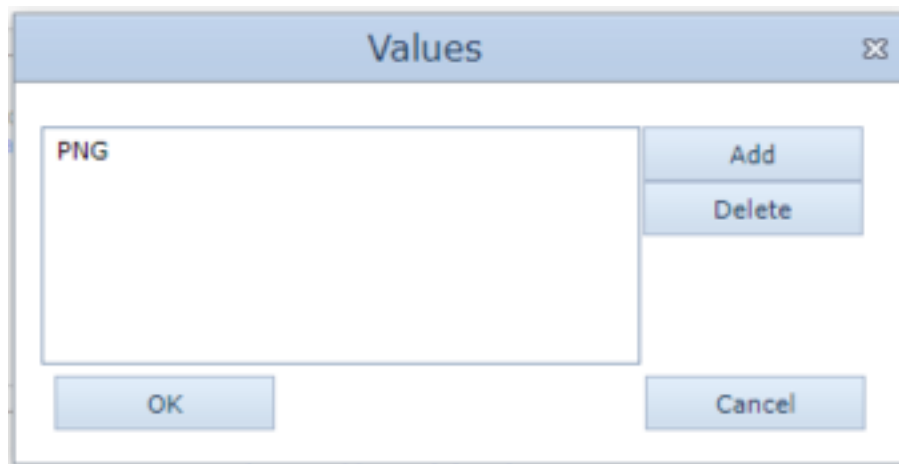 Values
PNG
Add
Delete
OK
Cancel